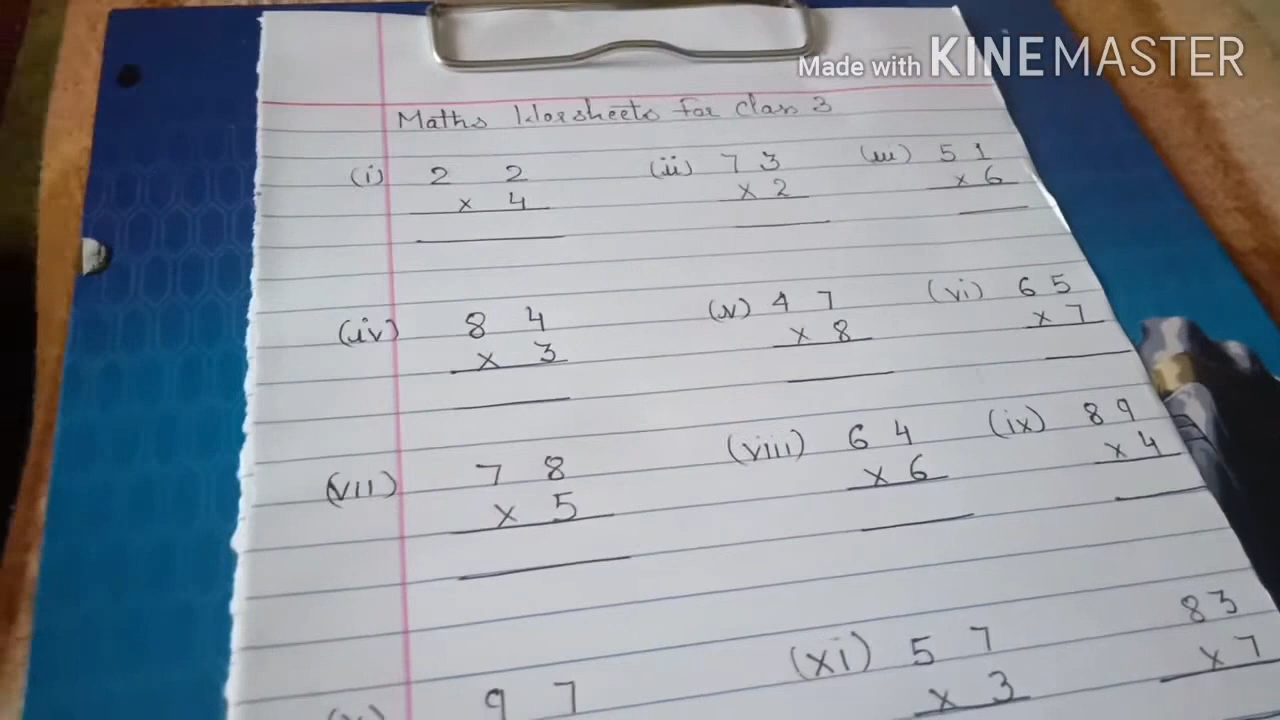 Made with KINEMASTER
Maths Worsheets for Class 3
(i) 2 2 (ii) 7 3 (iii) 5 1
x 4 x 2 x 6
(iv) 8 4 (v) 4 7 (vi) 6 5
x 3 x 8 x 7
(vii) 7 8 (viii) 6 4 (ix) 8 9
x 5 x 6 x 4
9 7 (xi) 5 7 8 3
x 3 x 7